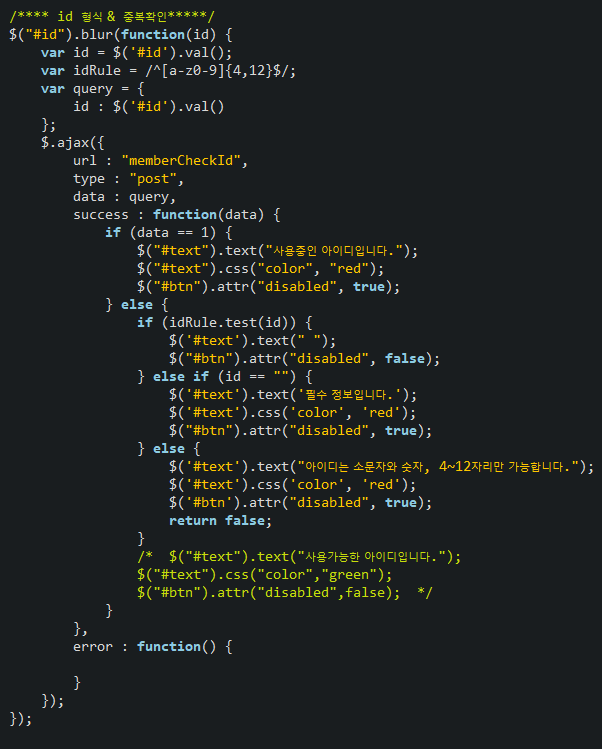 /**** id 형식 & 중복확인*****/
$("#id").blur(function(id) {
    var id = $('#id').val();
    var idRule = /^[a-z0-9]{4,12}$/;
    var query = {
        id : $('#id').val()
    };
    $.ajax({
        url : "memberCheckId",
        type : "post",
        data : query,
        success : function(data) {
            if (data == 1) {
                $("#text").text("사용중인 아이디입니다.");
                $("#text").css("color", "red");
                $("#btn").attr("disabled", true);
            } else {
                if (idRule.test(id)) {
                    $('#text').text(" ");
                    $("#btn").attr("disabled", false);
                } else if (id == "") {
                    $('#text').text('필수 정보입니다.');
                    $('#text').css('color', 'red');
                    $("#btn").attr("disabled", true);
                } else {
                    $('#text').text("아이디는 소문자와 숫자, 4~12자리만 가능합니다.");
                    $('#text').css('color', 'red');
                    $('#btn').attr("disabled", true);
                    return false;
                }
                /*  $("#text").text("사용가능한 아이디입니다.");
                $("#text").css("color","green");
                $("#btn").attr("disabled",false);  */
            }
        },
        error : function() {

        }
    });
});